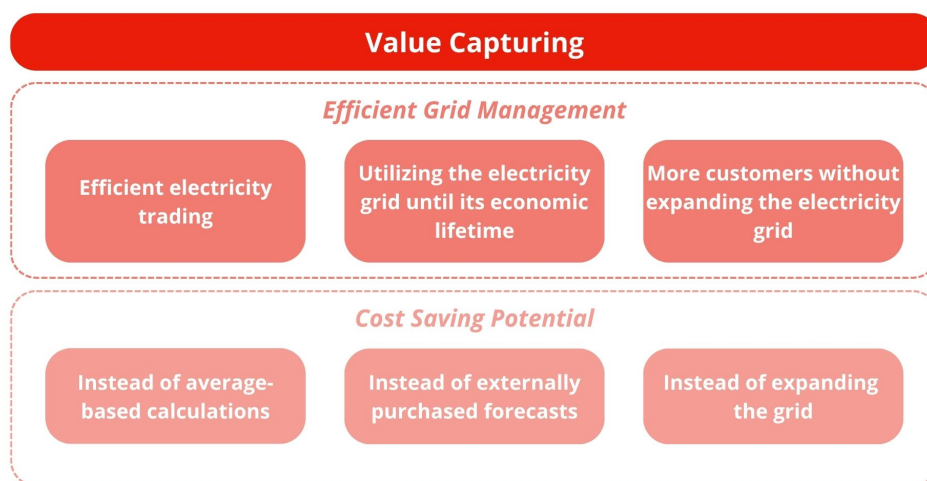 Value Capturing
Efficient Grid Management
Efficient electricity
trading
Utilizing the electricity
grid until its economic
lifetime
More customers without
expanding the electricity
grid
Cost Saving Potential
Instead of average-
based calculations
Instead of externally
purchased forecasts
Instead of expanding
the grid